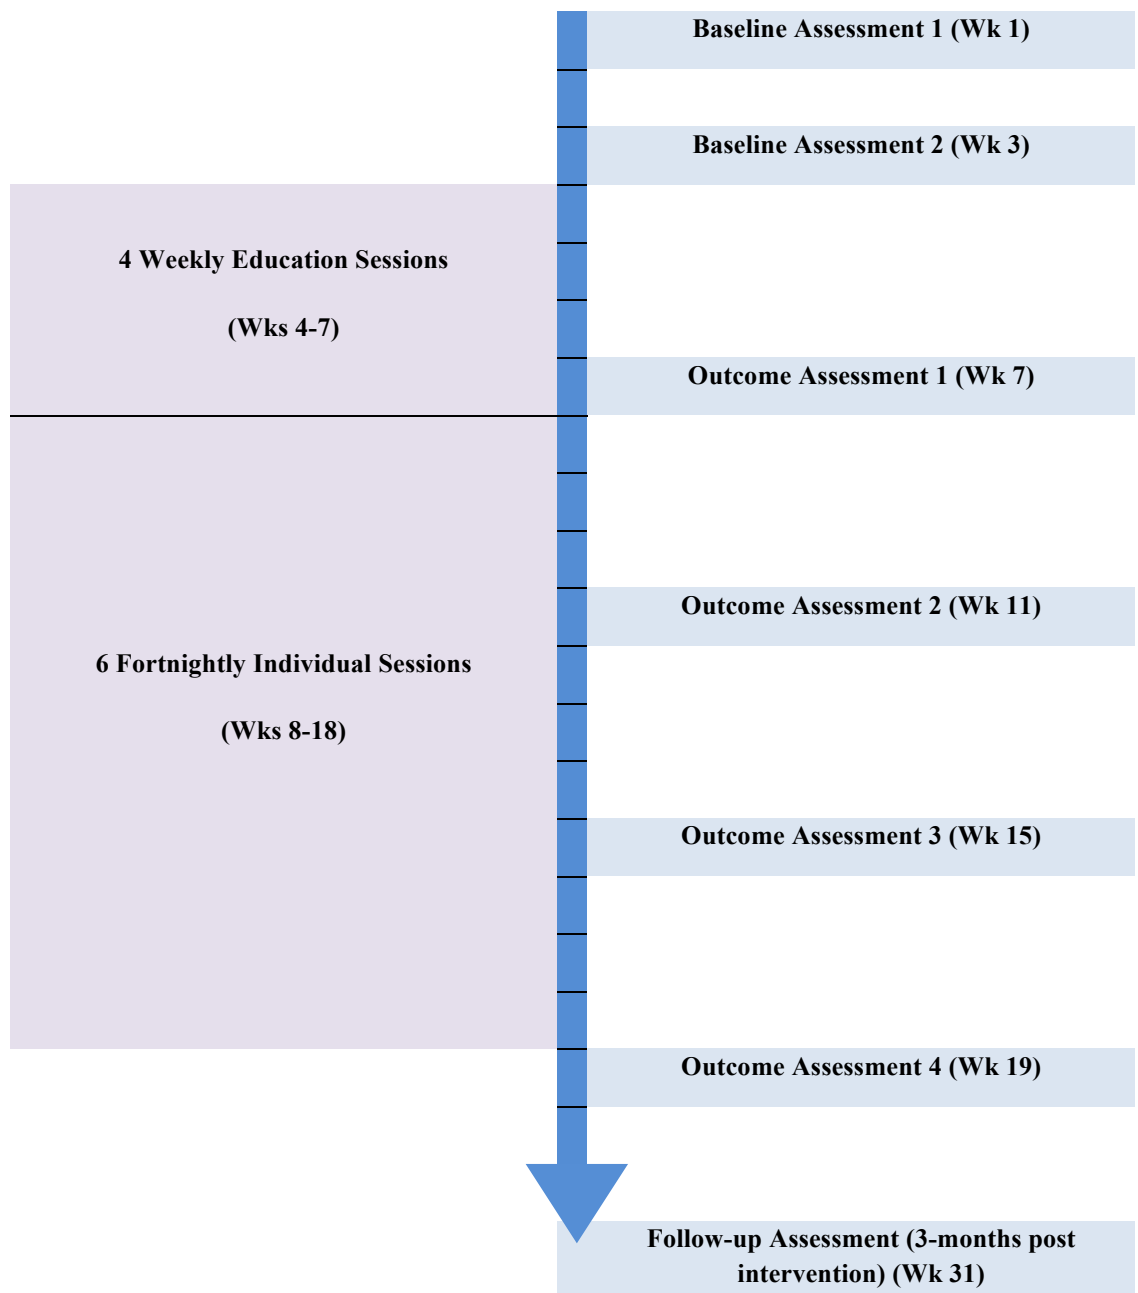 Baseline Assessment 1 (Wk 1)
Baseline Assessment 2 (Wk 3)
4 Weekly Education Sessions
(Wks 4-7)
Outcome Assessment 1 (Wk 7)
Outcome Assessment 2 (Wk 11)
6 Fortnightly Individual Sessions
(Wks 8-18)
Outcome Assessment 3 (Wk 15)
Outcome Assessment 4 (Wk 19)
Follow-up Assessment (3-months post
intervention) (Wk 31)